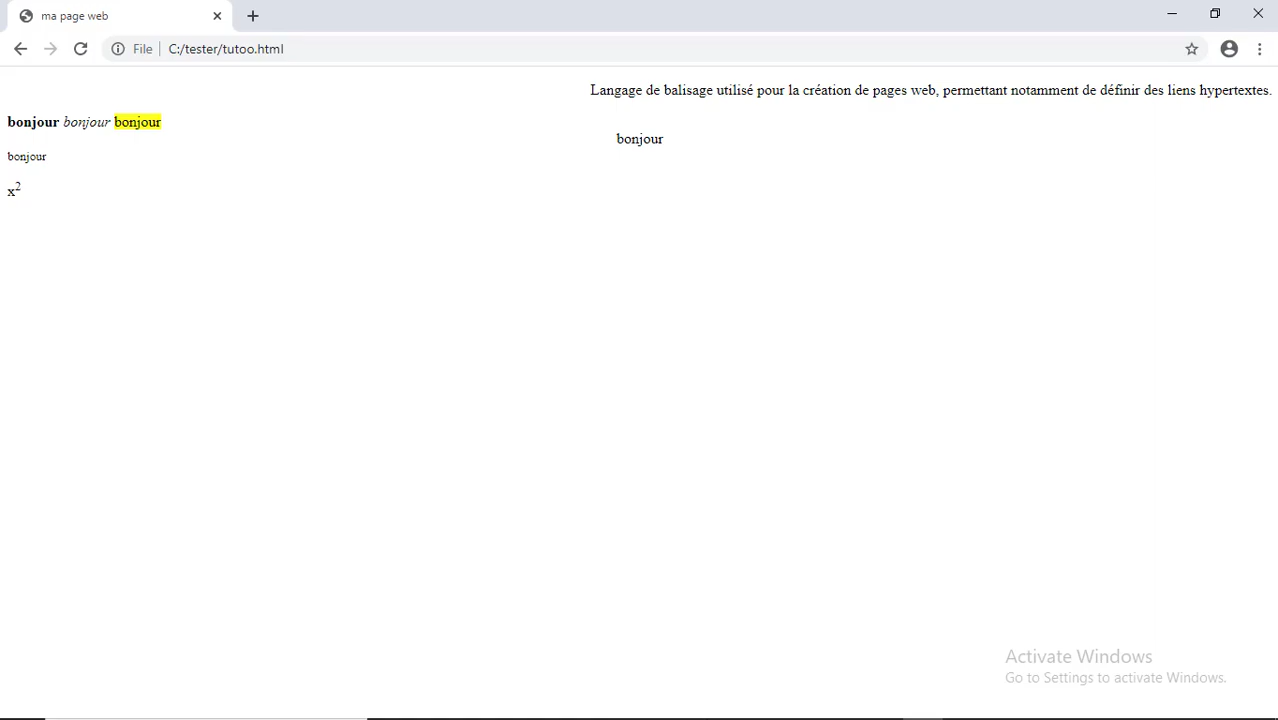 ma page web
File
C:/tester/tutoo.html
Langage de balisage utilisé pour la création de pages web, permettant notamment de définir des liens hypertextes.
bonjour bonjour bonjour
bonjour
bonjour
x²
Activate Windows
Go to Settings to activate Windows.